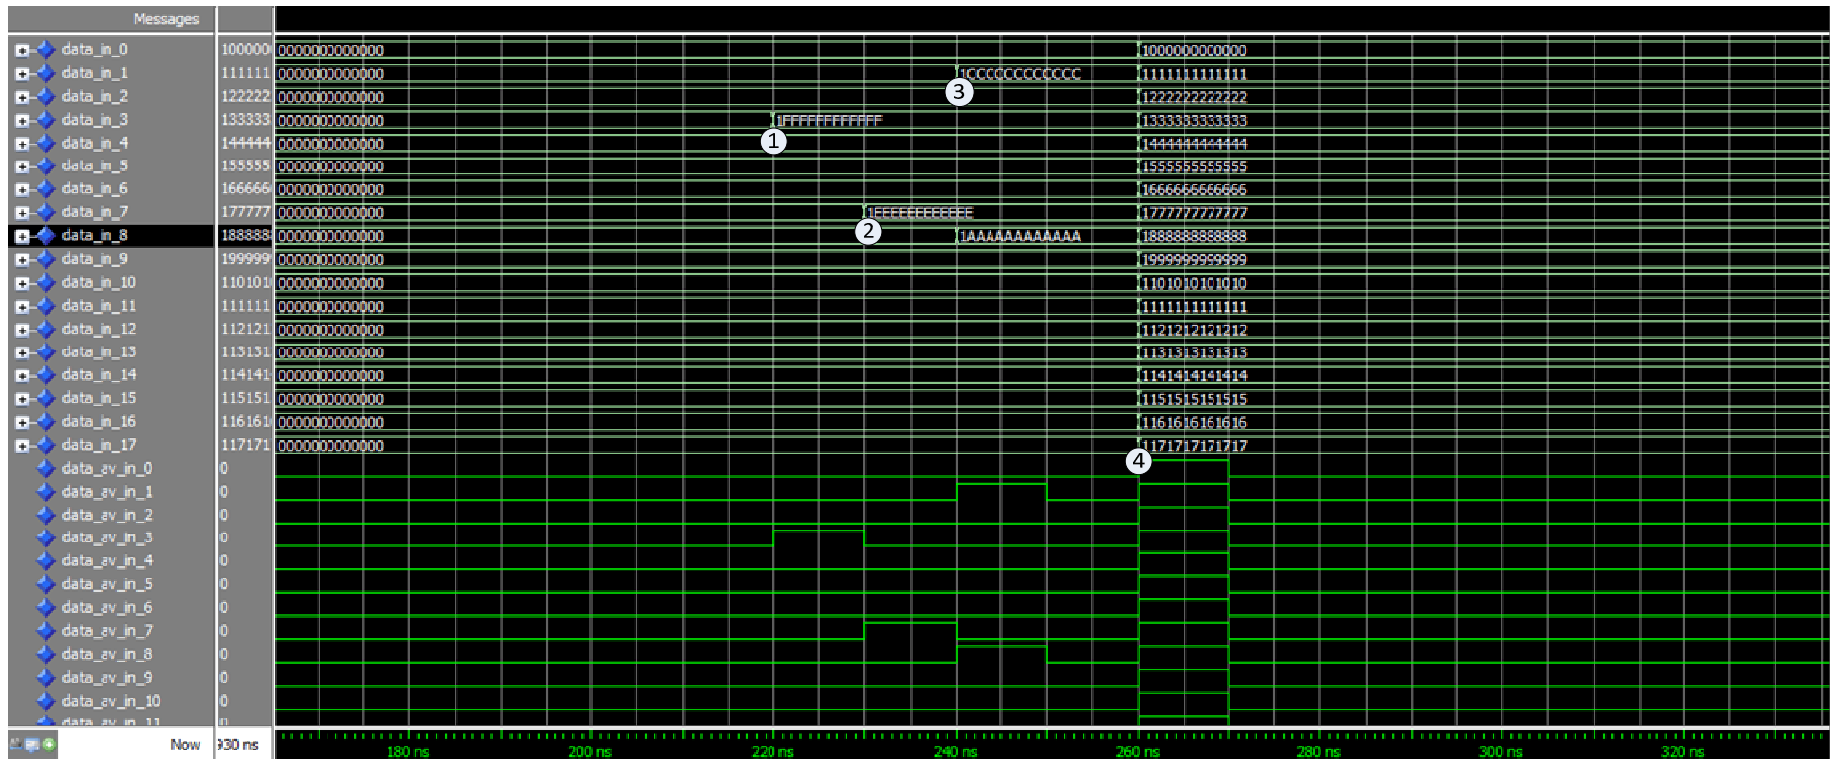 Messages
data_in_0 100000 0000000000000 1000000000000
data_in_1 111111 0000000000000 1CCCCCCCCCCCC 1111111111111
3
data_in_2 122222 0000000000000 1222222222222
data_in_3 133333 0000000000000 1FFFFFFFFFFFF 1333333333333
1
data_in_4 144444 0000000000000 1444444444444
data_in_5 155555 0000000000000 1555555555555
data_in_6 166666 0000000000000 1666666666666
data_in_7 177777 0000000000000 1EEEEEEEEEEEE 1777777777777
2
data_in_8 188888 0000000000000 1AAAAAAAAAAAA 1888888888888
data_in_9 199999 0000000000000 1999999999999
data_in_10 110101 0000000000000 1101010101010
data_in_11 111111 0000000000000 1111111111111
data_in_12 112121 0000000000000 1121212121212
data_in_13 113131 0000000000000 1131313131313
data_in_14 114141 0000000000000 1141414141414
data_in_15 115151 0000000000000 1151515151515
data_in_16 116161 0000000000000 1161616161616
data_in_17 117171 0000000000000 1171717171717
4
data_av_in_0 0
data_av_in_1 0
data_av_in_2 0
data_av_in_3 0
data_av_in_4 0
data_av_in_5 0
data_av_in_6 0
data_av_in_7 0
data_av_in_8 0
data_av_in_9 0
data_av_in_10 0
data_av_in_11 0
Now 930 ns 180 ns 200 ns 220 ns 240 ns 260 ns 280 ns 300 ns 320 ns